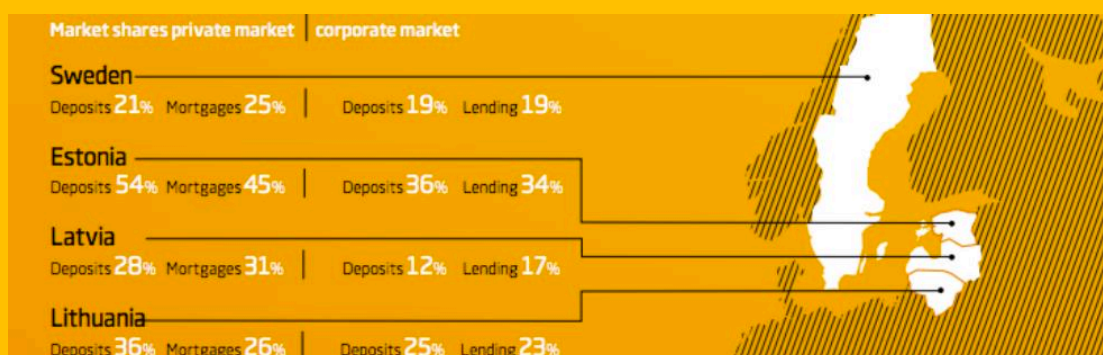 Market shares private market | corporate market
Sweden
Deposits 21% Mortgages 25% | Deposits 19% Lending 19%
Estonia
Deposits 54% Mortgages 45% | Deposits 36% Lending 34%
Latvia
Deposits 28% Mortgages 31% | Deposits 12% Lending 17%
Lithuania
Deposits 36% Mortgages 26% | Deposits 25% Lending 23%